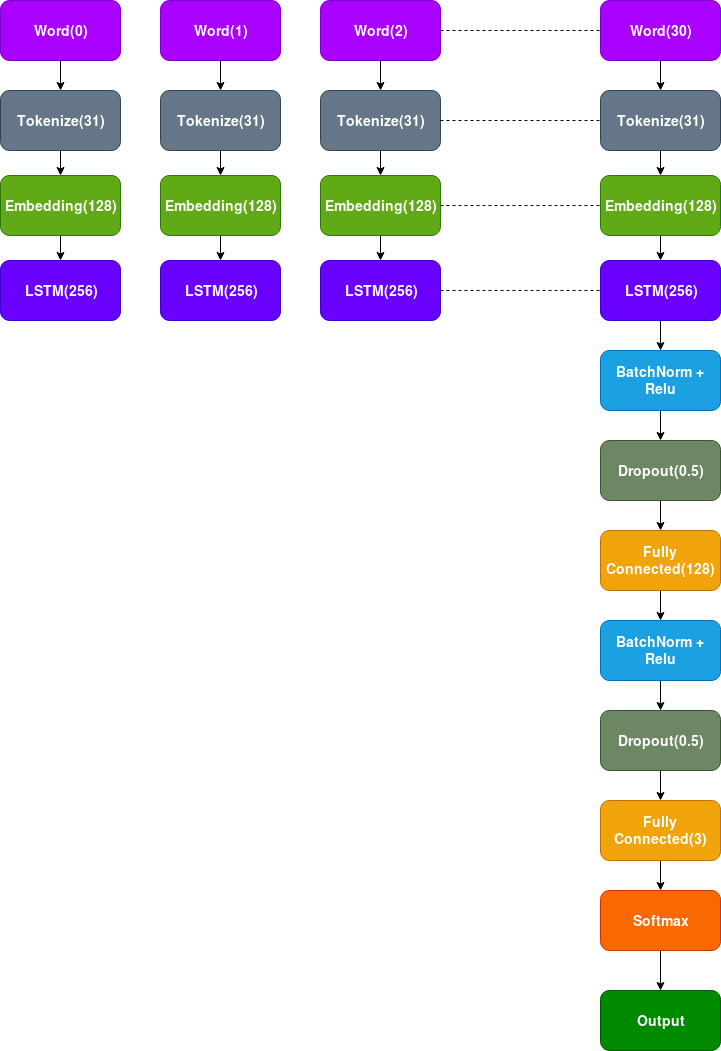 Word(0)
Word(1)
Word(2)
Word(30)
Tokenize(31)
Tokenize(31)
Tokenize(31)
Tokenize(31)
Embedding(128)
Embedding(128)
Embedding(128)
Embedding(128)
LSTM(256)
LSTM(256)
LSTM(256)
LSTM(256)
BatchNorm +
Relu
Dropout(0.5)
Fully
Connected(128)
BatchNorm +
Relu
Dropout(0.5)
Fully
Connected(3)
Softmax
Output